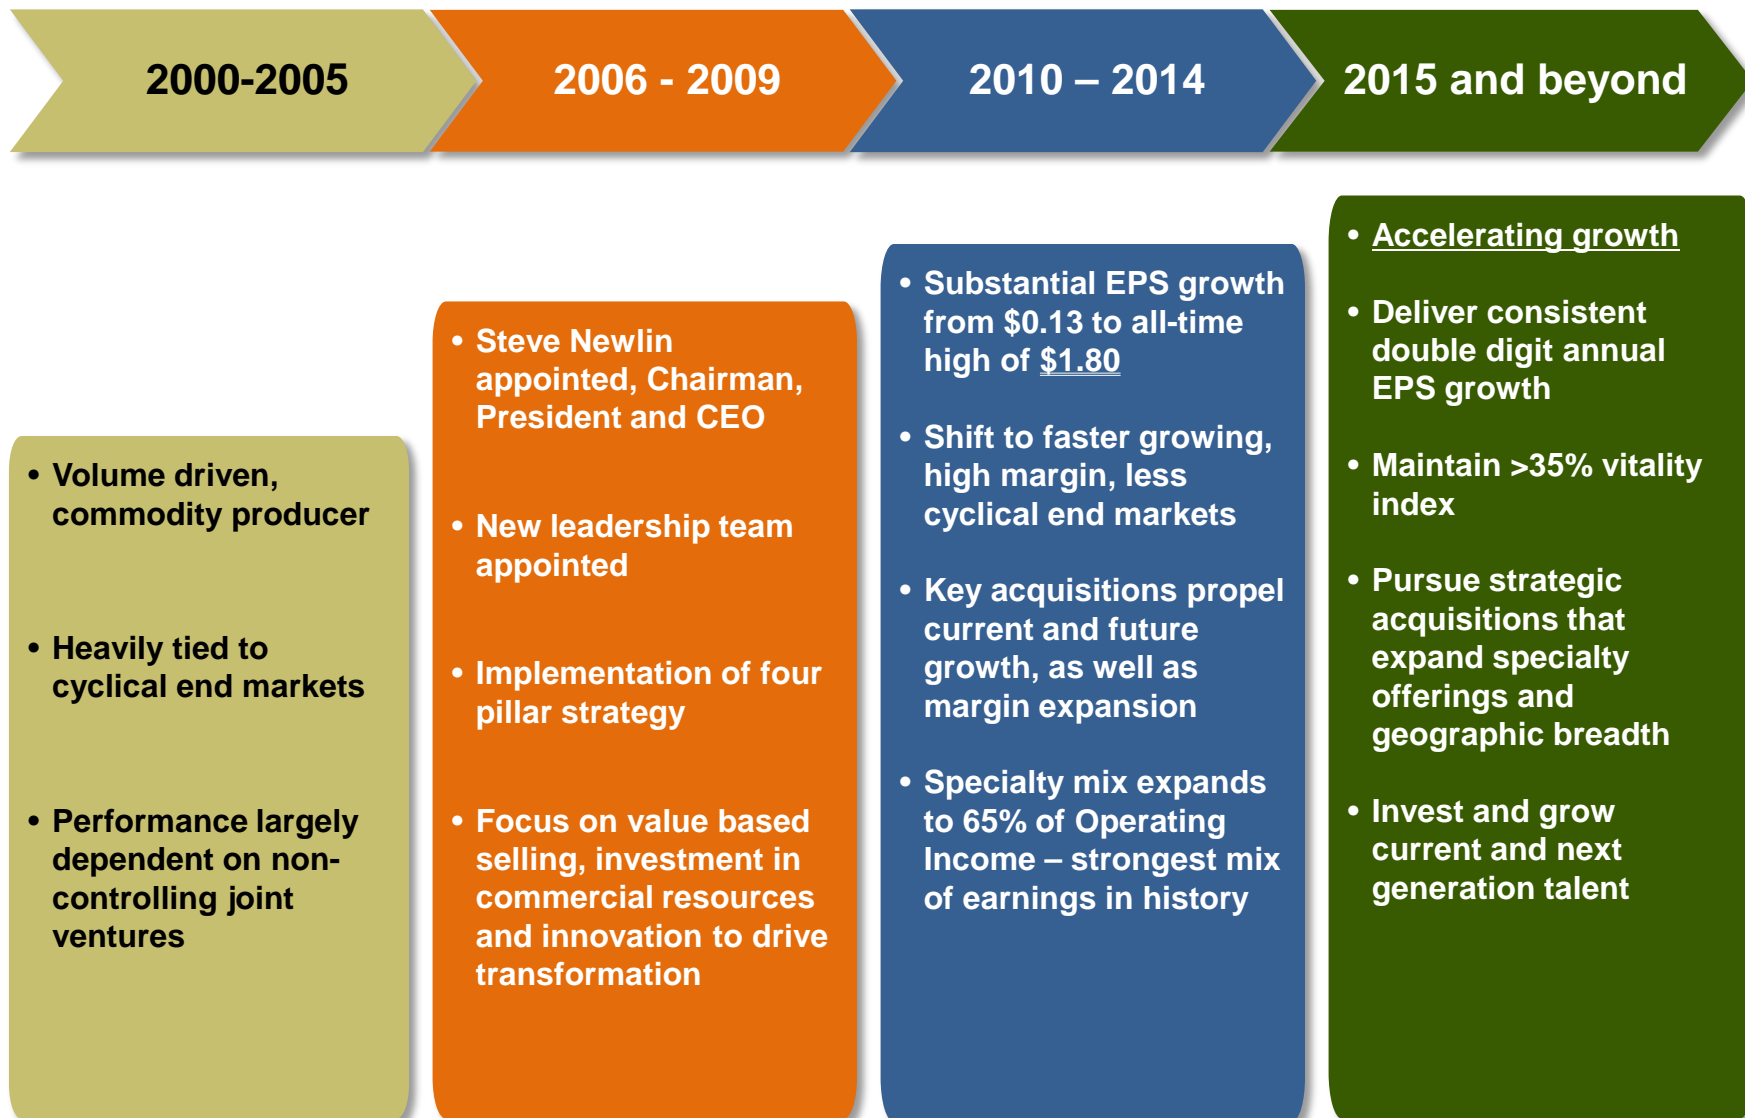 2000-2005
2006 - 2009
2010 – 2014
2015 and beyond
• Volume driven,
commodity producer
• Heavily tied to
cyclical end markets
• Performance largely
dependent on non-
controlling joint
ventures
• Steve Newlin
appointed, Chairman,
President and CEO
• New leadership team
appointed
• Implementation of four
pillar strategy
• Focus on value based
selling, investment in
commercial resources
and innovation to drive
transformation
• Substantial EPS growth
from $0.13 to all-time
high of $1.80
• Shift to faster growing,
high margin, less
cyclical end markets
• Key acquisitions propel
current and future
growth, as well as
margin expansion
• Specialty mix expands
to 65% of Operating
Income – strongest mix
of earnings in history
• Accelerating growth
• Deliver consistent
double digit annual
EPS growth
• Maintain >35% vitality
index
• Pursue strategic
acquisitions that
expand specialty
offerings and
geographic breadth
• Invest and grow
current and next
generation talent